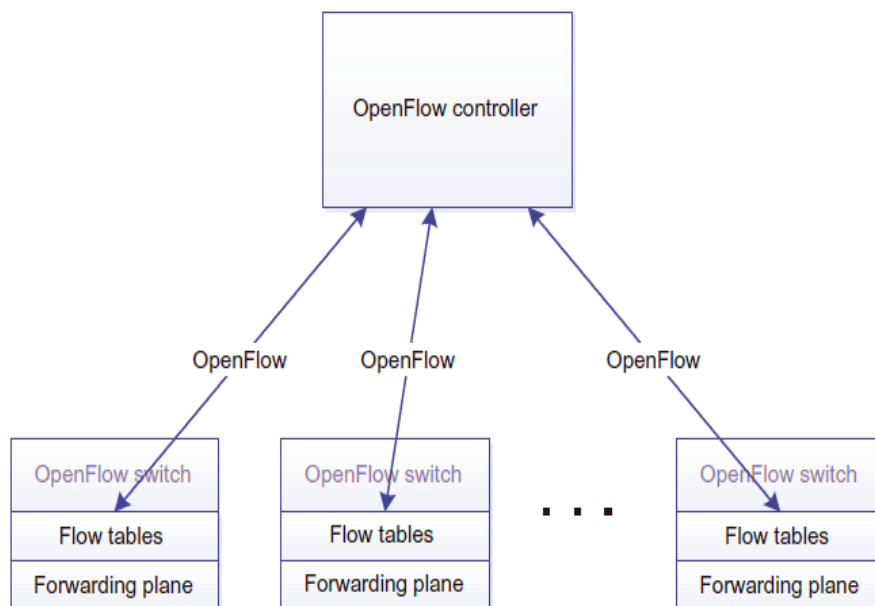 OpenFlow controller
OpenFlow
OpenFlow
OpenFlow
OpenFlow switch
OpenFlow switch
OpenFlow switch
Flow tables
Flow tables
Flow tables
Forwarding plane
Forwarding plane
Forwarding plane